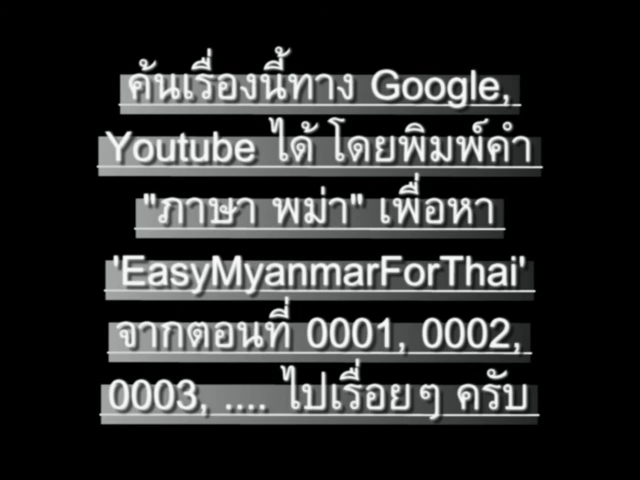 ค้นเรื่องนี้ทาง Google,
Youtube ได้ โดยพิมพ์คำ
"ภาษา พม่า" เพื่อหา
'EasyMyanmarForThai'
จากตอนที่ 0001, 0002,
0003, .... ไปเรื่อยๆ ครับ